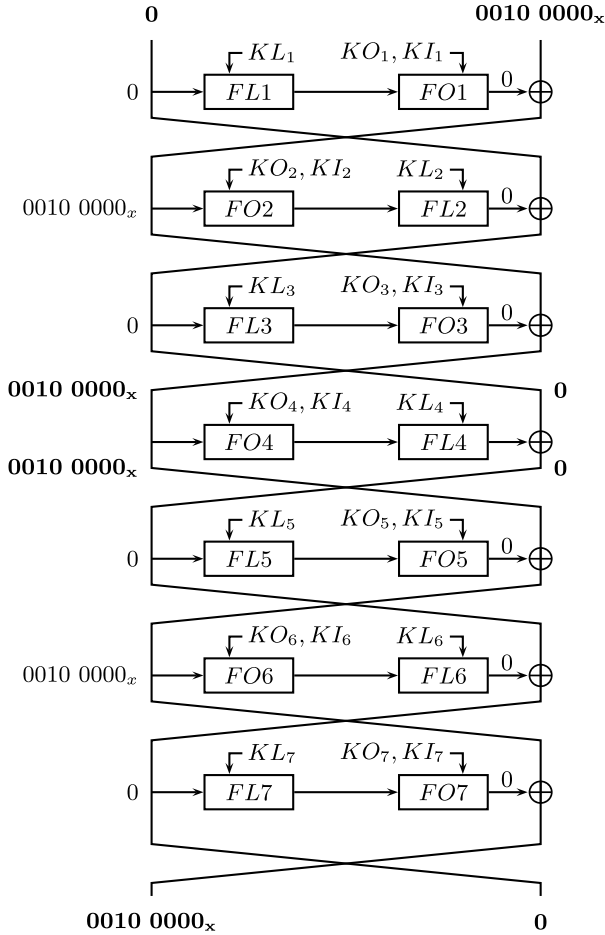 0 0010 0000ₓ
KL₁ KO₁, KI₁
0 FL1 FO1 0
KO₂, KI₂ KL₂
0010 0000ₓ FO2 FL2 0
KL₃ KO₃, KI₃
0 FL3 FO3 0
0010 0000ₓ 0
KO₄, KI₄ KL₄
FO4 FL4
0010 0000ₓ 0
KL₅ KO₅, KI₅
0 FL5 FO5 0
KO₆, KI₆ KL₆
0010 0000ₓ FO6 FL6 0
KL₇ KO₇, KI₇
0 FL7 FO7 0
0010 0000ₓ 0